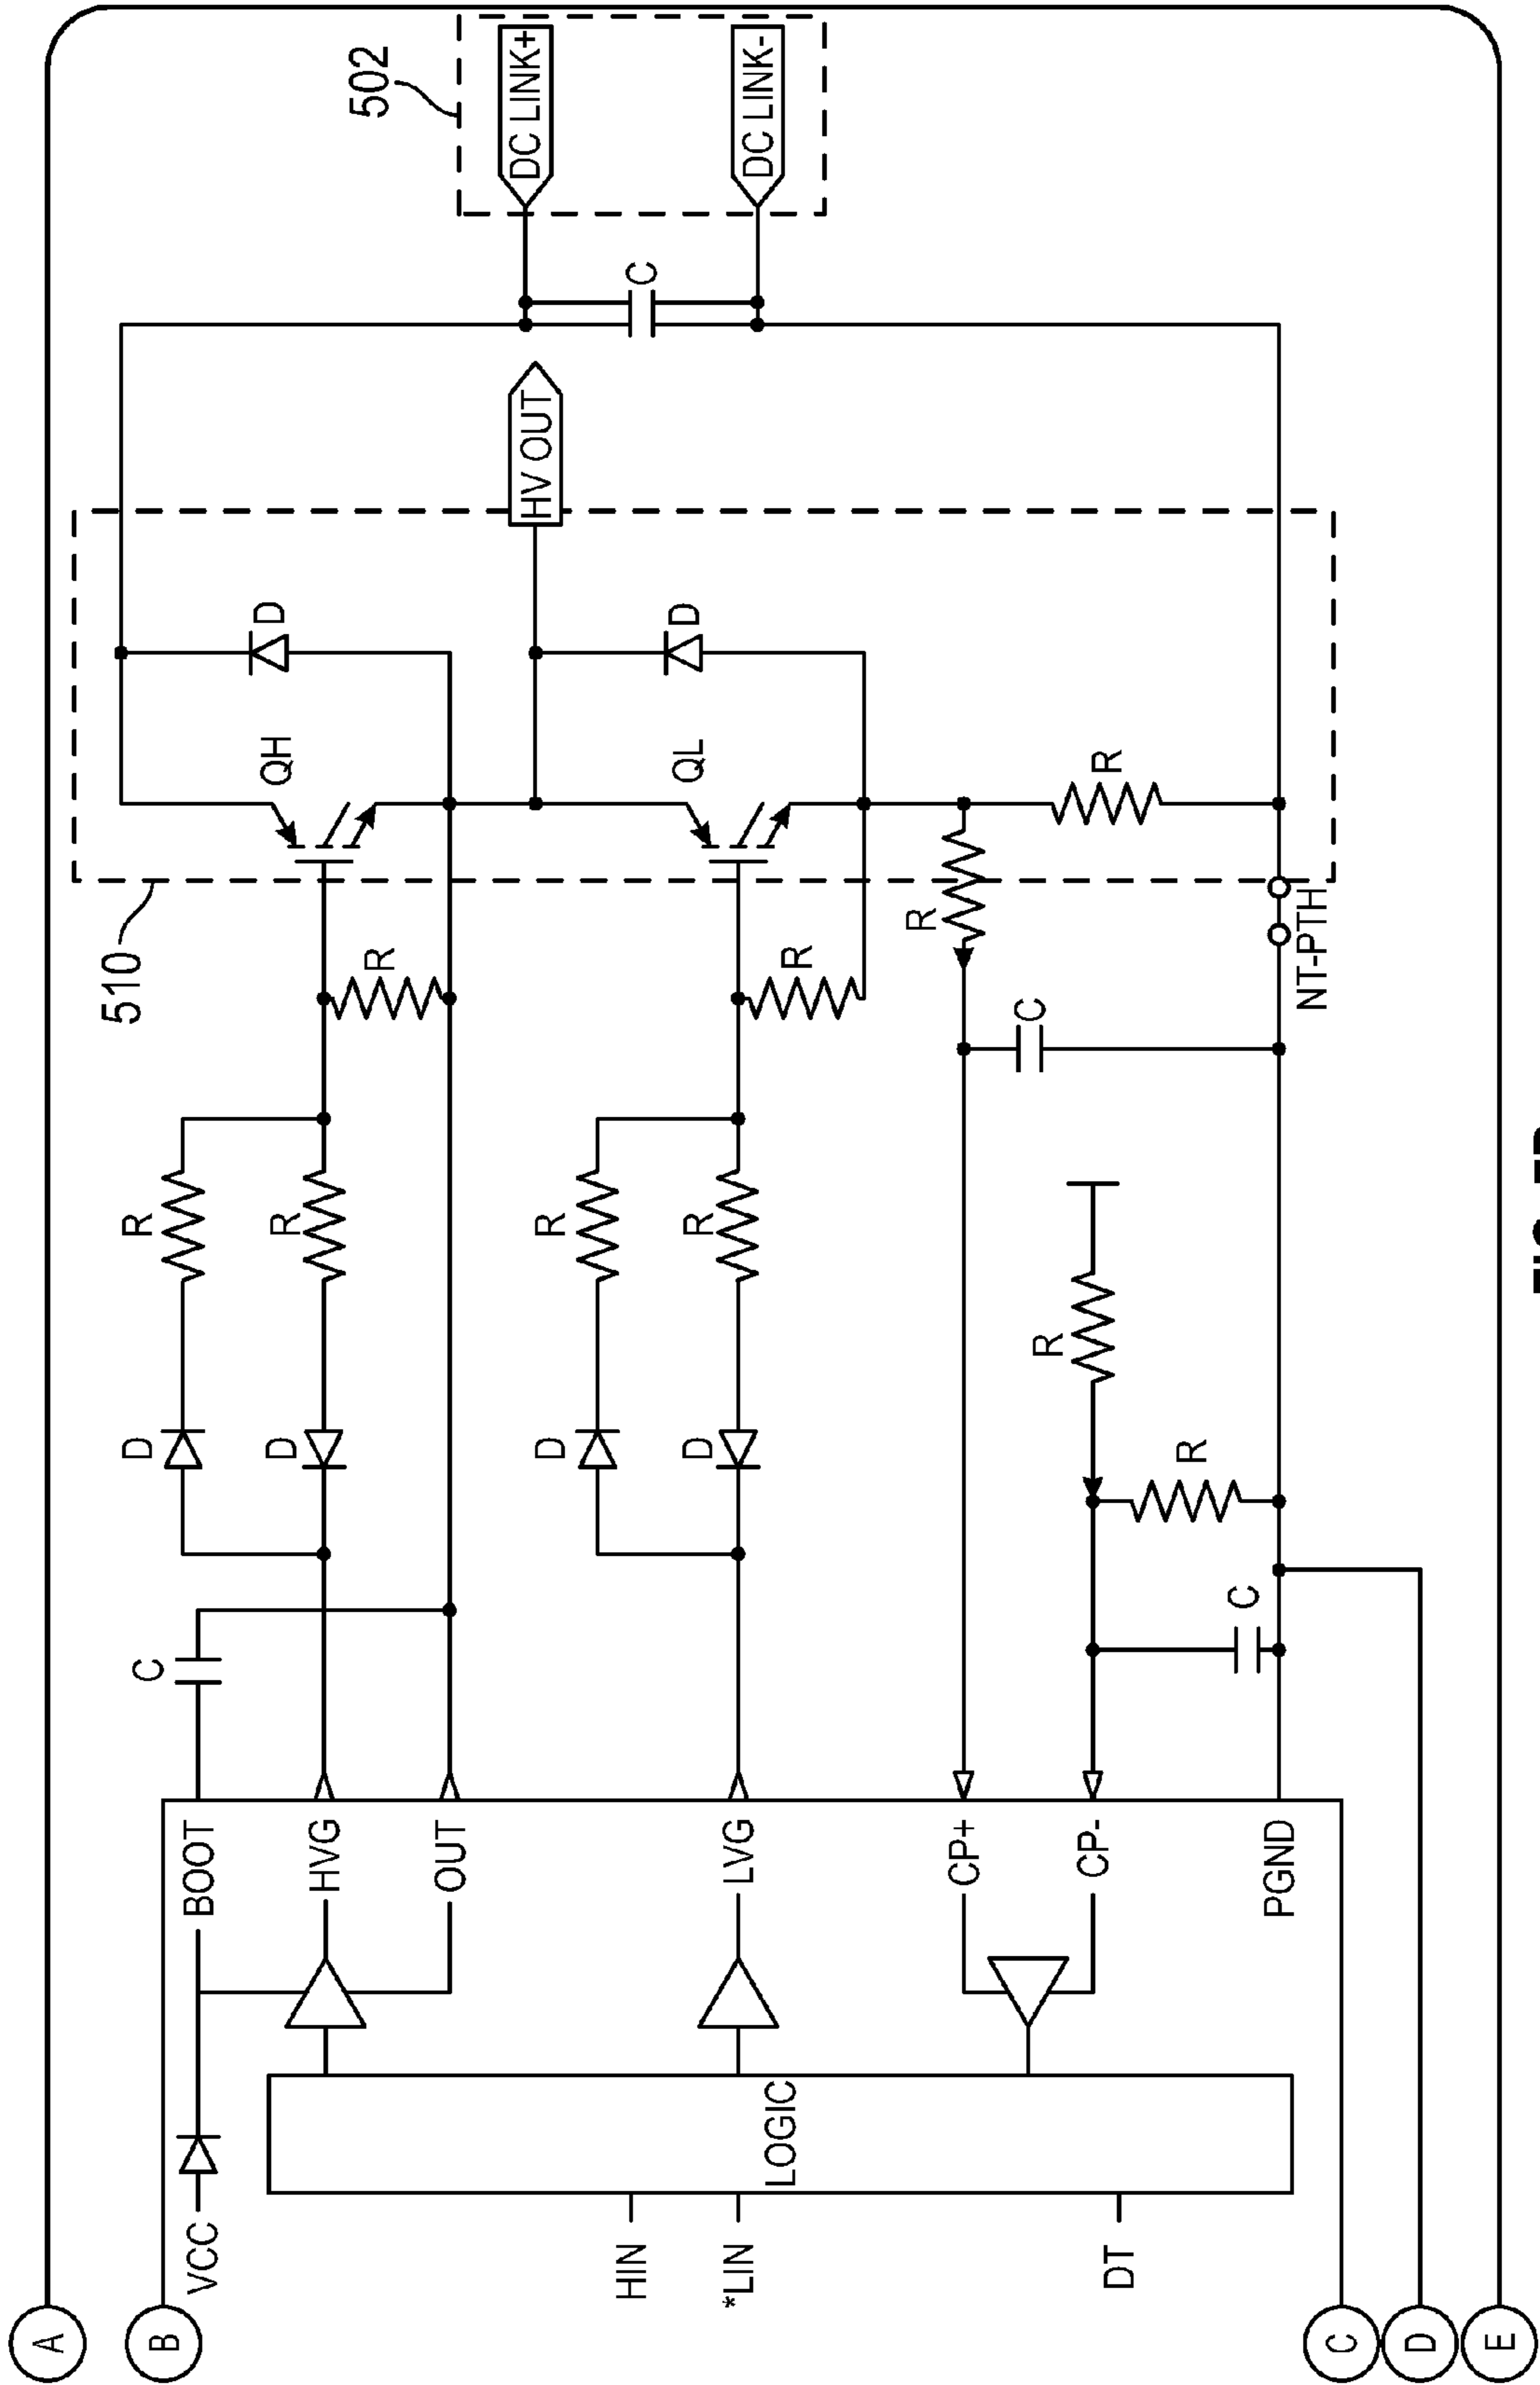 A
B
C
D
E
VCC
BOOT
HVG
OUT
LVG
CP+
CP-
PGND
LOGIC
HIN
*LIN
DT
C
D
R
D
R
R
D
R
D
R
R
R
R
R
C
C
R
NT-PTH
510
QH
D
QL
D
HV OUT
C
502
DC LINK+
DC LINK-